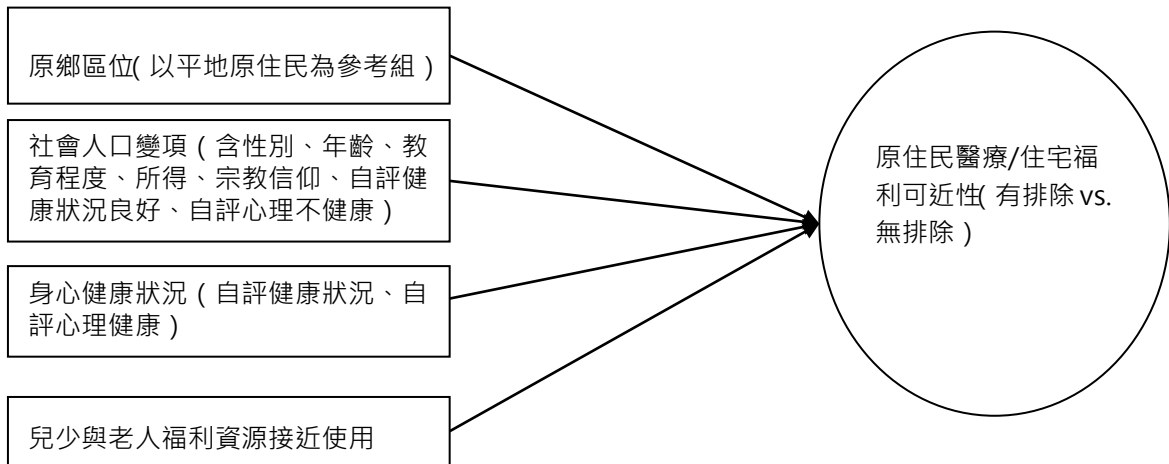 原鄉區位(以平地原住民為參考組)
社會人口變項(含性別、年齡、教
育程度、所得、宗教信仰、自評健
康狀況良好、自評心理不健康)
身心健康狀況(自評健康狀況、自
評心理健康)
兒少與老人福利資源接近使用
原住民醫療/住宅福
利可近性(有排除 vs.
無排除)